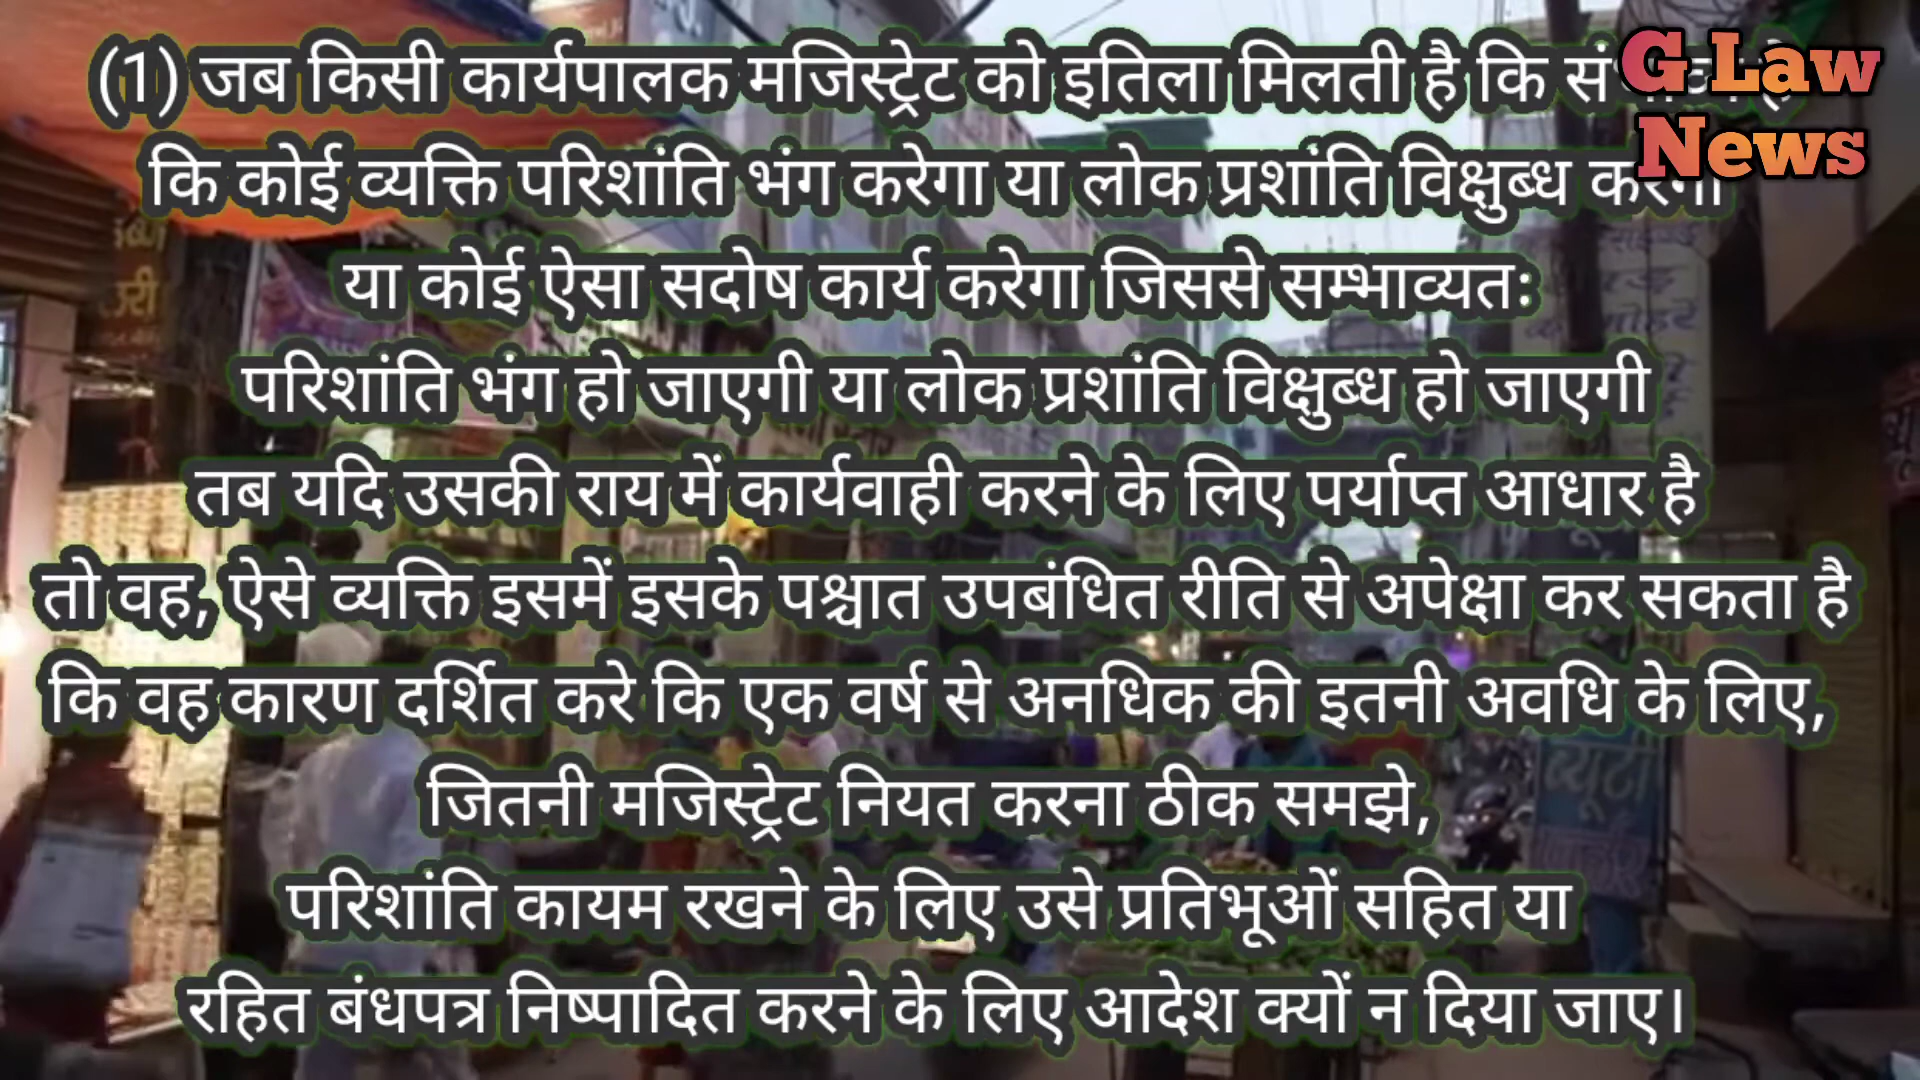 (1) जब किसी कार्यपालक मजिस्ट्रेट को इतिला मिलती है कि
G Law
News
कि कोई व्यक्ति परिशांति भंग करेगा या लोक प्रशांति विक्षुब्ध करेगा
या कोई ऐसा सदोष कार्य करेगा जिससे सम्भाव्यतः
परिशांति भंग हो जाएगी या लोक प्रशांति विक्षुब्ध हो जाएगी
तब यदि उसकी राय में कार्यवाही करने के लिए पर्याप्त आधार है
तो वह, ऐसे व्यक्ति इसमें इसके पश्चात उपबंधित रीति से अपेक्षा कर सकता है
कि वह कारण दर्शित करे कि एक वर्ष से अनधिक की इतनी अवधि के लिए,
जितनी मजिस्ट्रेट नियत करना ठीक समझे,
परिशांति कायम रखने के लिए उसे प्रतिभूओं सहित या
रहित बंधपत्र निष्पादित करने के लिए आदेश क्यों न दिया जाए।
ब्यूटी